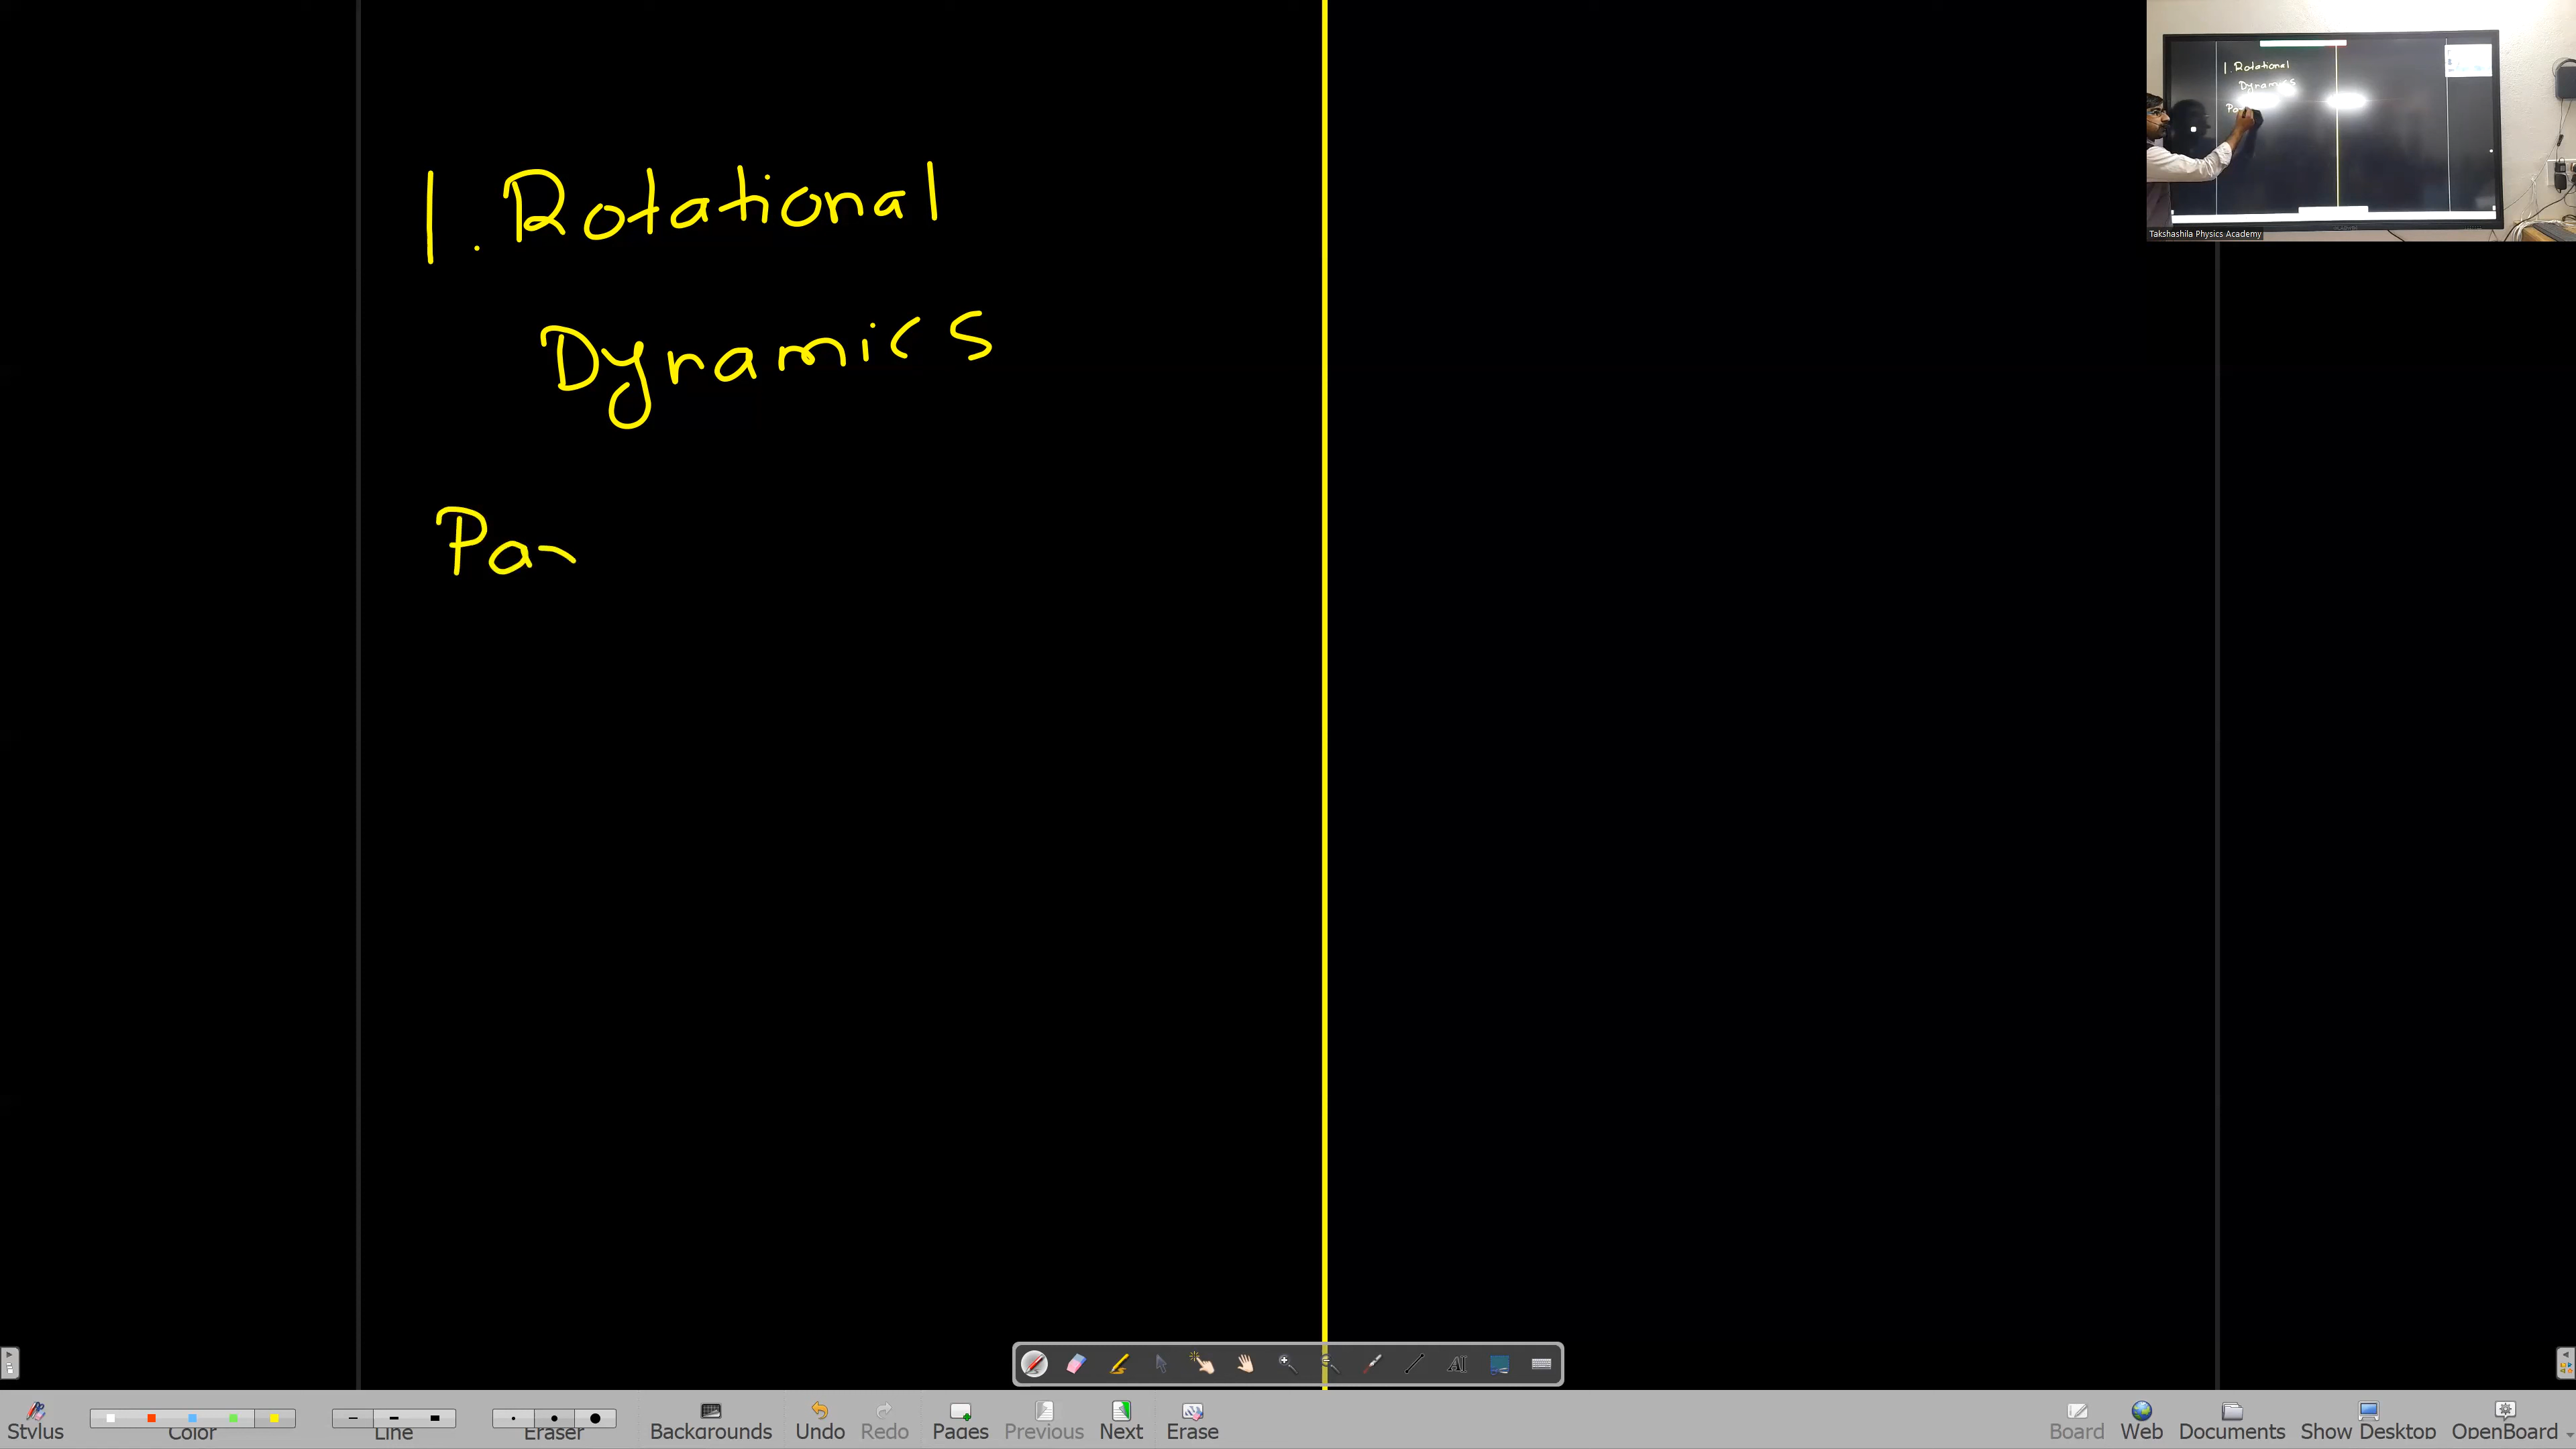 1. Rotational
Dynamics
Par
Takshashila Physics Academy
Stylus
Color
Line
Eraser
Backgrounds
Undo
Redo
Pages
Previous
Next
Erase
Board
Web
Documents
Show Desktop
OpenBoard